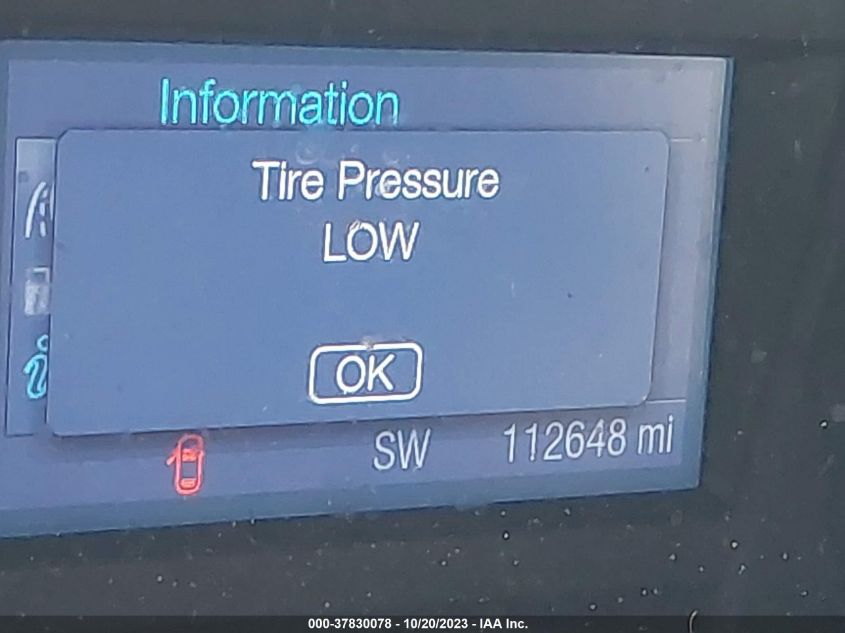 Information
Tire Pressure
LOW
OK
SW 112648 mi
000-37830078 - 10/20/2023 - IAA Inc.